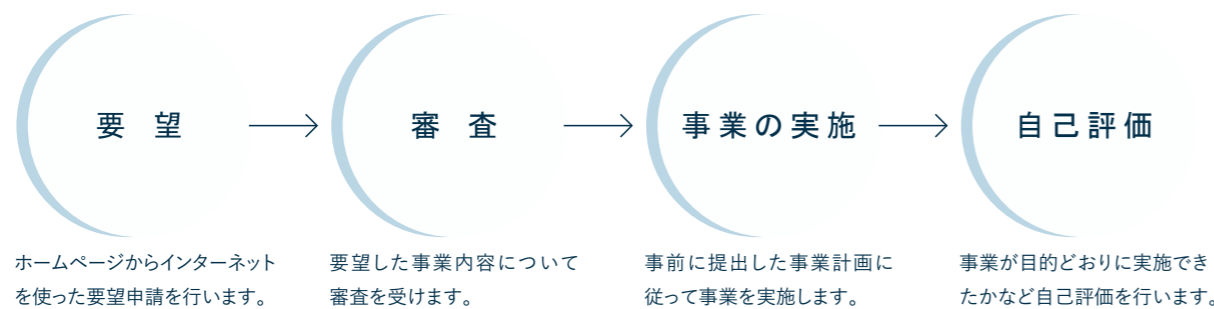 要 望
審 査
事業の実施
自己評価
ホームページからインターネット
を使った要望申請を行います。
要望した事業内容について
審査を受けます。
事前に提出した事業計画に
従って事業を実施します。
事業が目的どおりに実施でき
たかなど自己評価を行います。